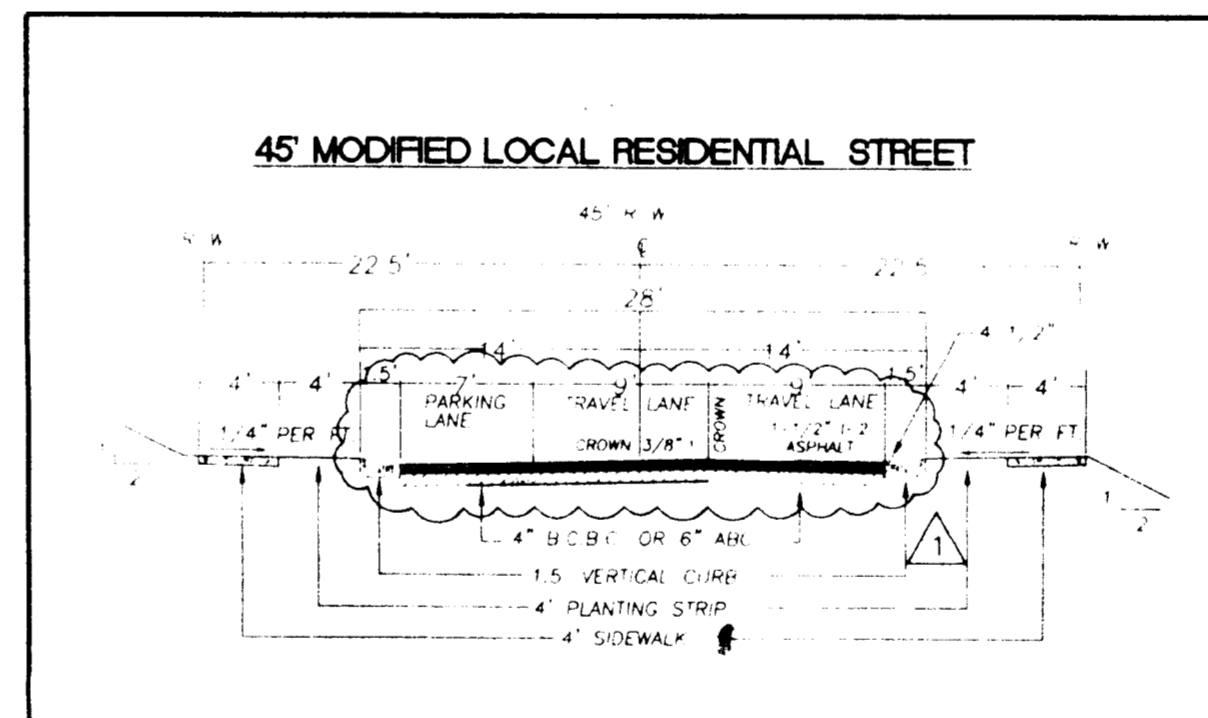 45' MODIFIED LOCAL RESIDENTIAL STREET
45' R W
R W
R W
22.5'
22.5
28'
4 1/2"
14'
14'
4'
4'
1.5'
7'
9'
9'
1.5'
4'
4'
PARKING LANE
TRAVEL LANE
CROWN
TRAVEL LANE
1/4" PER FT.
CROWN 3/8"
ASPHALT
1/4" PER FT
2
1
2
4" B.C.B.C. OR 6" ABC
1
1.5 VERTICAL CURB
4' PLANTING STRIP
4' SIDEWALK